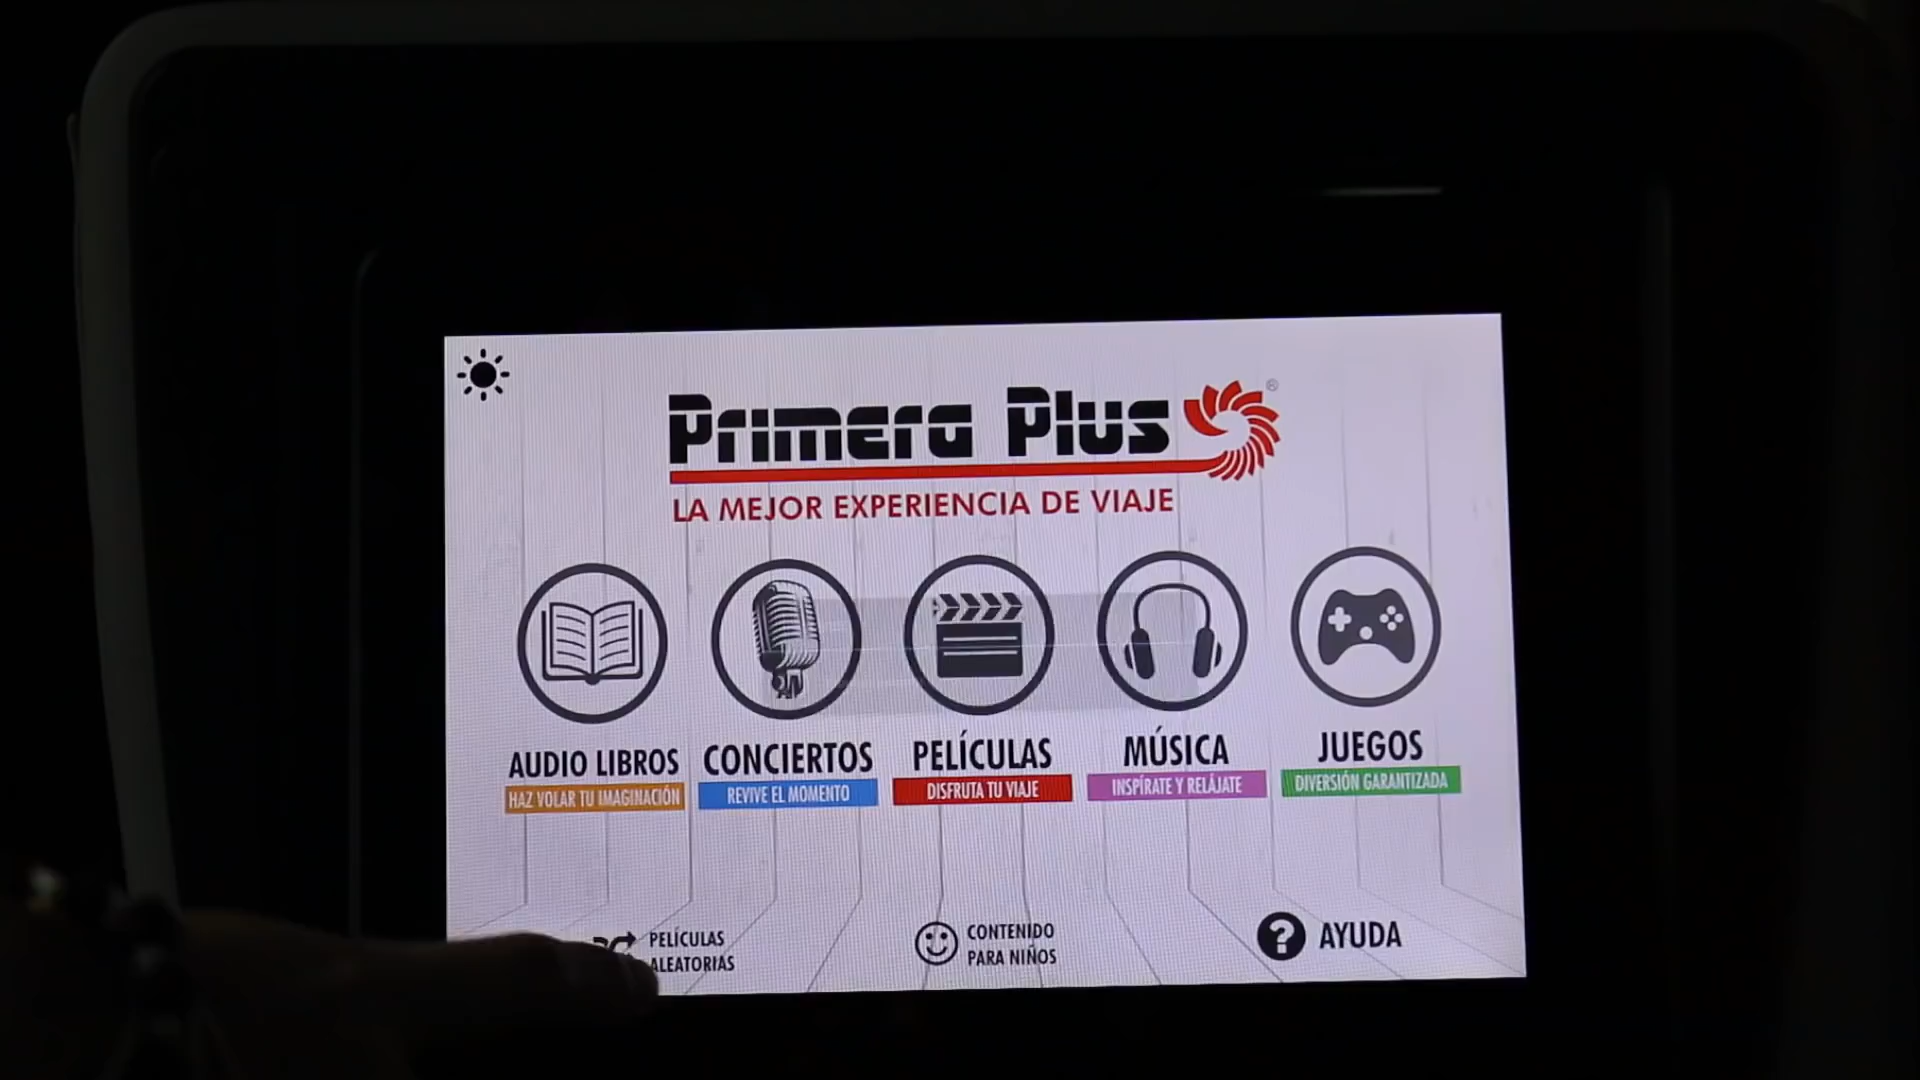 Primera Plus ®
LA MEJOR EXPERIENCIA DE VIAJE
AUDIO LIBROS
HAZ VOLAR TU IMAGINACIÓN
CONCIERTOS
REVIVE EL MOMENTO
PELÍCULAS
DISFRUTA TU VIAJE
MÚSICA
INSPÍRATE Y RELÁJATE
JUEGOS
DIVERSIÓN GARANTIZADA
PELÍCULAS
ALEATORIAS
CONTENIDO
PARA NIÑOS
? AYUDA